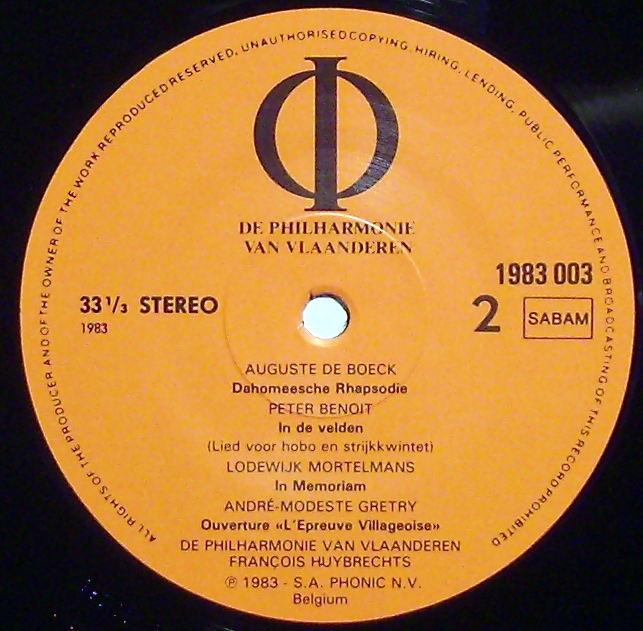 ALL RIGHTS OF THE PRODUCER AND OF THE OWNER OF THE WORK REPRODUCED RESERVED. UNAUTHORISED COPYING, HIRING, LENDING, PUBLIC PERFORMANCE AND BROADCASTING OF THIS RECORD PROHIBITED
Φ
DE PHILHARMONIE
VAN VLAANDEREN
1983 003
33 1/3 STEREO
2 SABAM
1983
AUGUSTE DE BOECK
Dahomeesche Rhapsodie
PETER BENOIT
In de velden
(Lied voor hobo en strijkkwintet)
LODEWIJK MORTELMANS
In Memoriam
ANDRÉ-MODESTE GRETRY
Ouverture «L'Epreuve Villageoise»
DE PHILHARMONIE VAN VLAANDEREN
FRANÇOIS HUYBRECHTS
℗ 1983 - S.A. PHONIC N.V.
Belgium